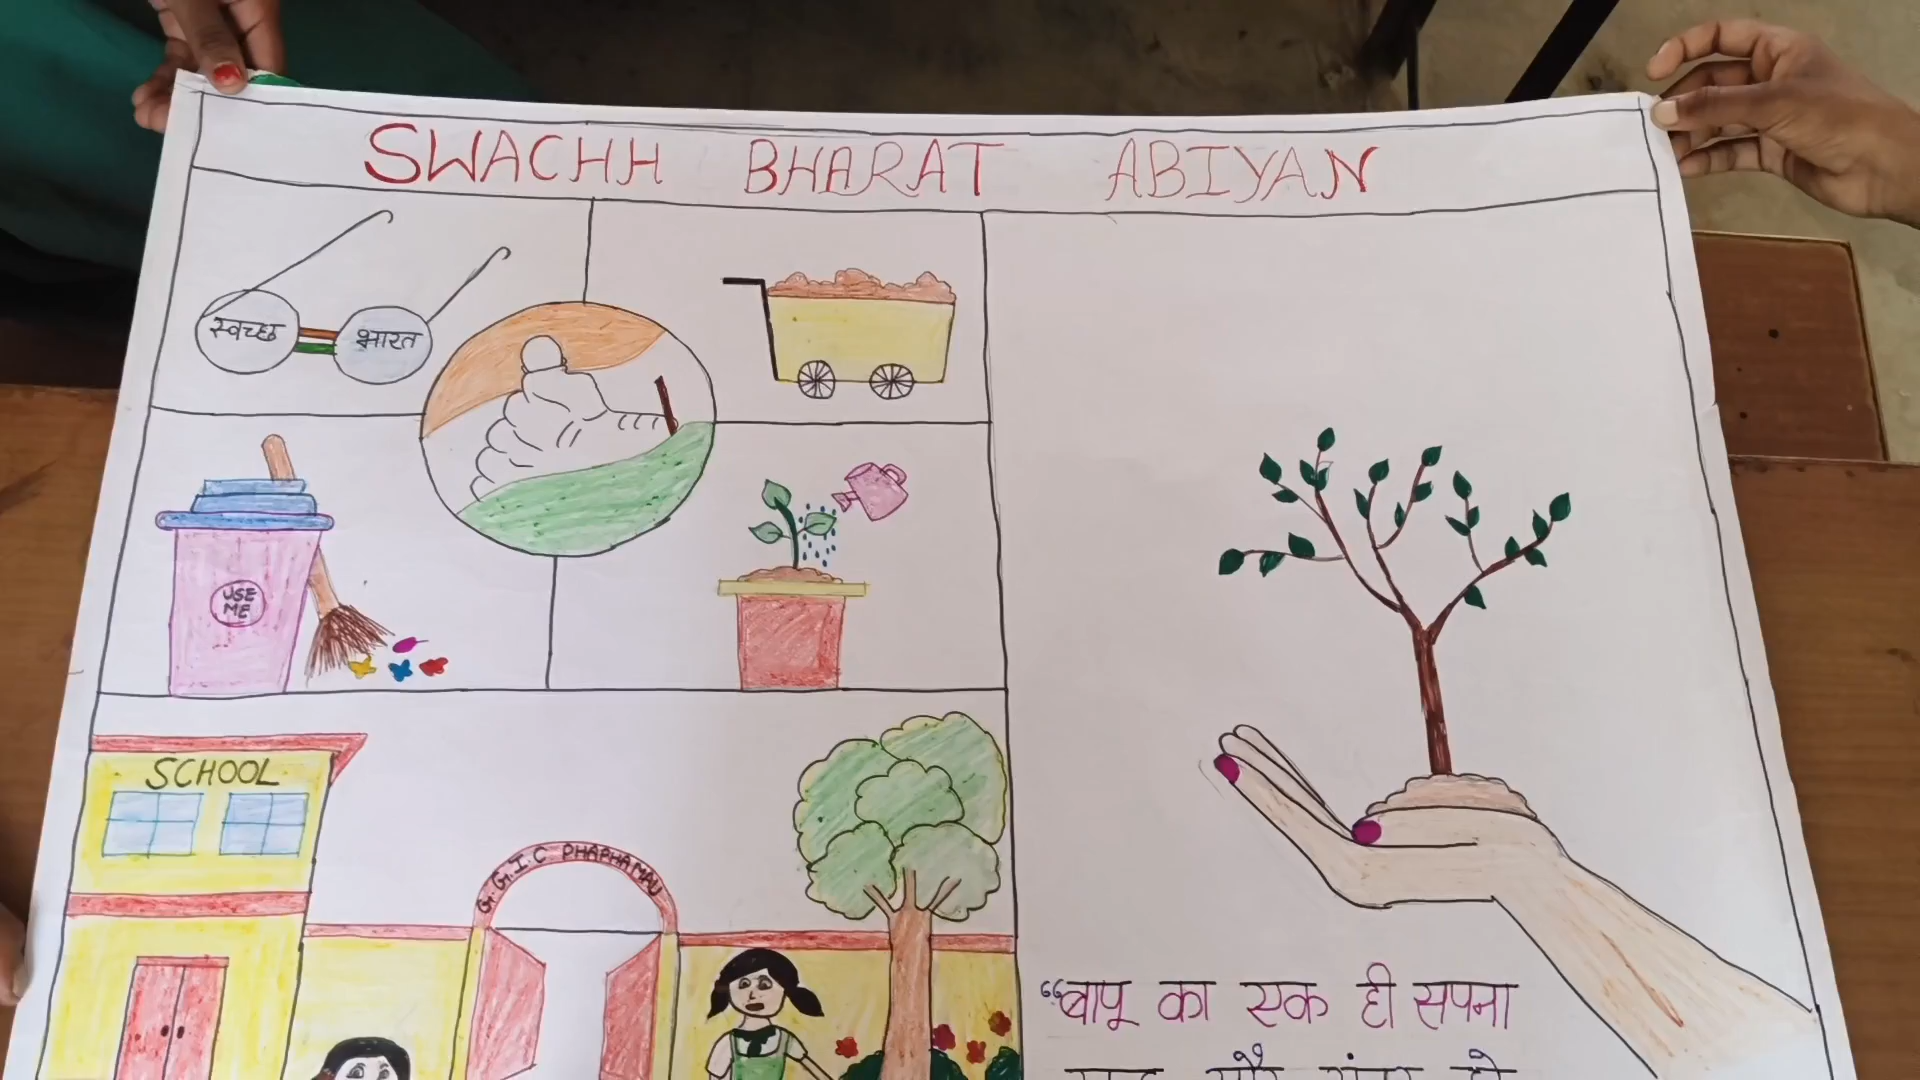 SWACHH BHARAT ABIYAN
स्वच्छ भारत
USE
ME
SCHOOL
G.G.I.C PHAPHAMAU
“बापू का एक ही सपना